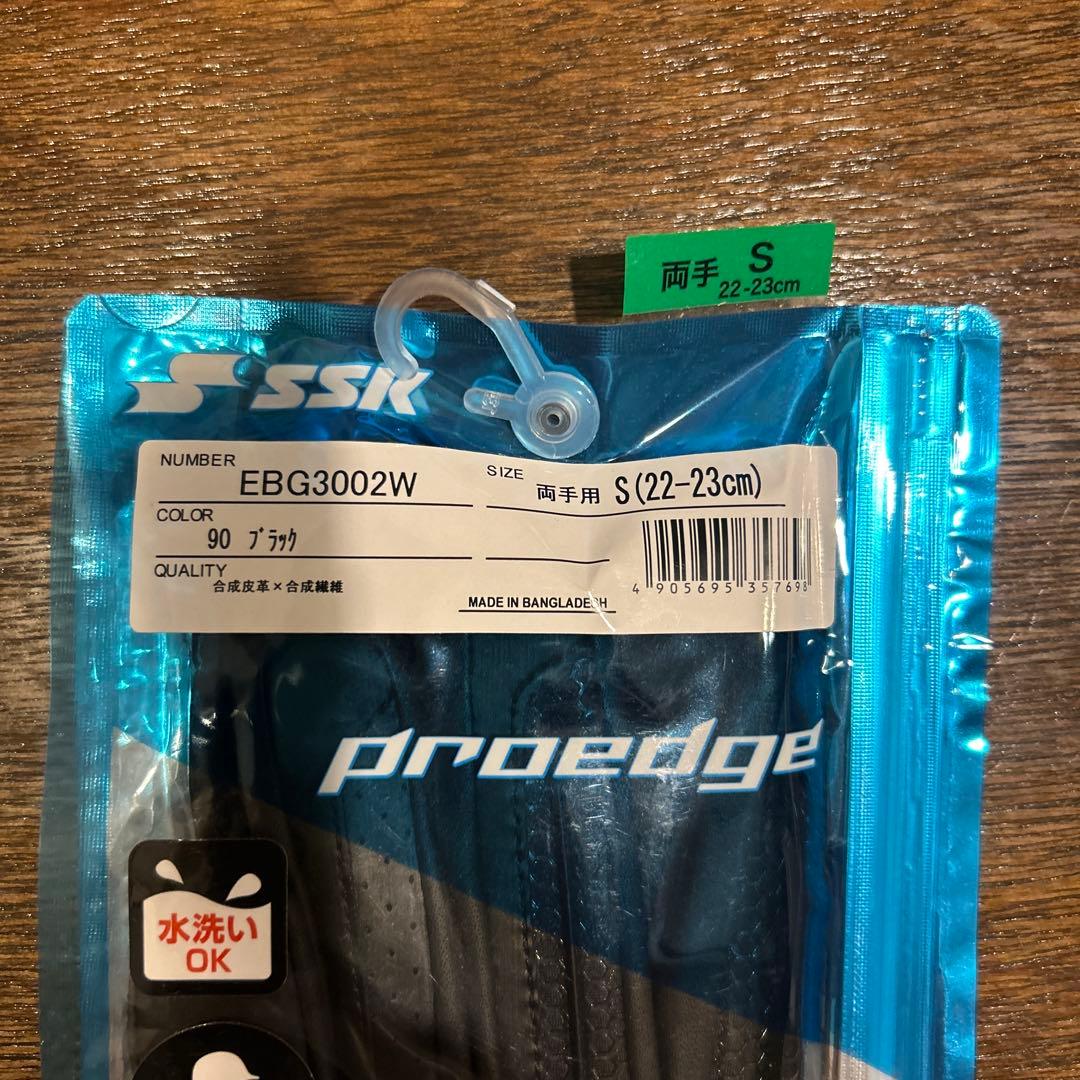 両手 S
22-23cm
SSK
NUMBER EBG3002W
SIZE 両手用 S(22-23cm)
COLOR 90 ブラック
QUALITY 合成皮革×合成繊維
MADE IN BANGLADESH
4 905695 357698
proedge
水洗い
OK